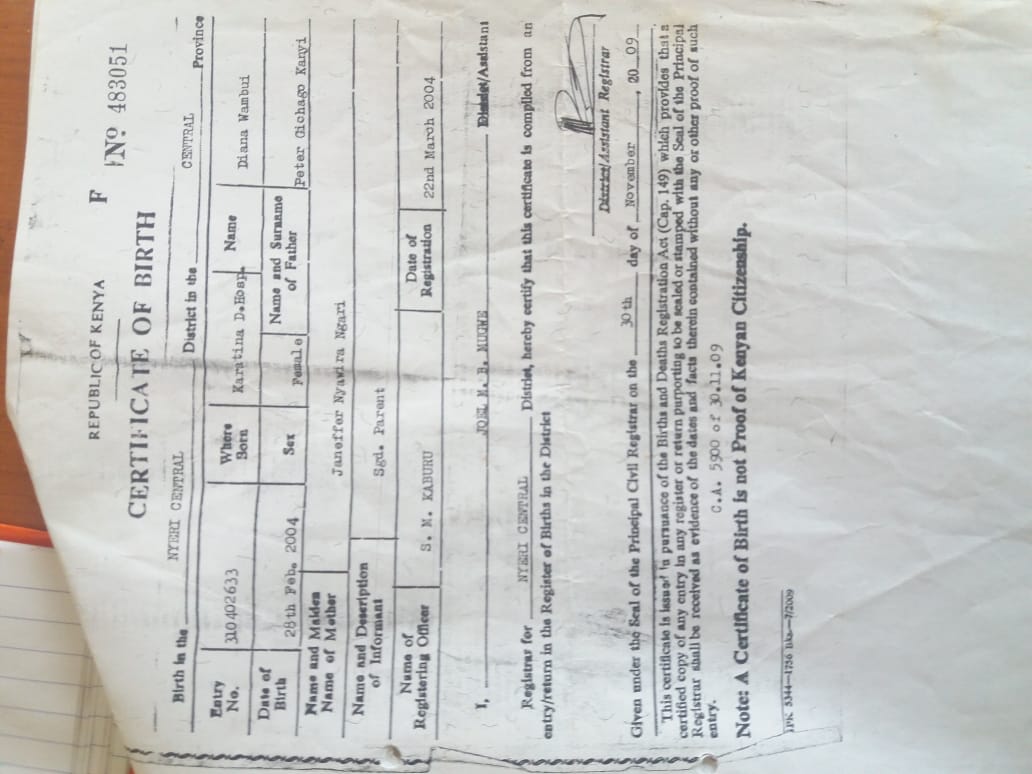 REPUBLIC OF KENYA F
CERTIFICATE OF BIRTH No 483051
Birth in the NYERI CENTRAL District in the CENTRAL Province
Entry No. 310402633 Where Born Karatina D.Hosp. Name Diana Wambui
Date of Birth 28th Feb. 2004 Sex Female Name and Surname of Father Peter Gichago Kanyi
Name and Maiden Name of Mother Janeffer Nyawira Ngari
Name and Description of Informant Sgd. Parent
Name of Registering Officer S. M. KABURU Date of Registration 22nd March 2004
I, JOEL M. B. MUGWE District/Assistant
Registrar for NYERI CENTRAL District, hereby certify that this certificate is compiled from an
entry/return in the Register of Births in the District
District/Assistant Registrar
Given under the Seal of the Principal Civil Registrar on the 30th day of November, 2009
This certificate is issued in pursuance of the Births and Deaths Registration Act (Cap. 149) which provides that a
certified copy of any entry in any register or return purporting to be sealed or stamped with the Seal of the Principal
Registrar shall be received as evidence of the dates and facts therein contained without any or other proof of such
entry.
C.A. 5900 of 30.11.09
Note: A Certificate of Birth is not Proof of Kenyan Citizenship.